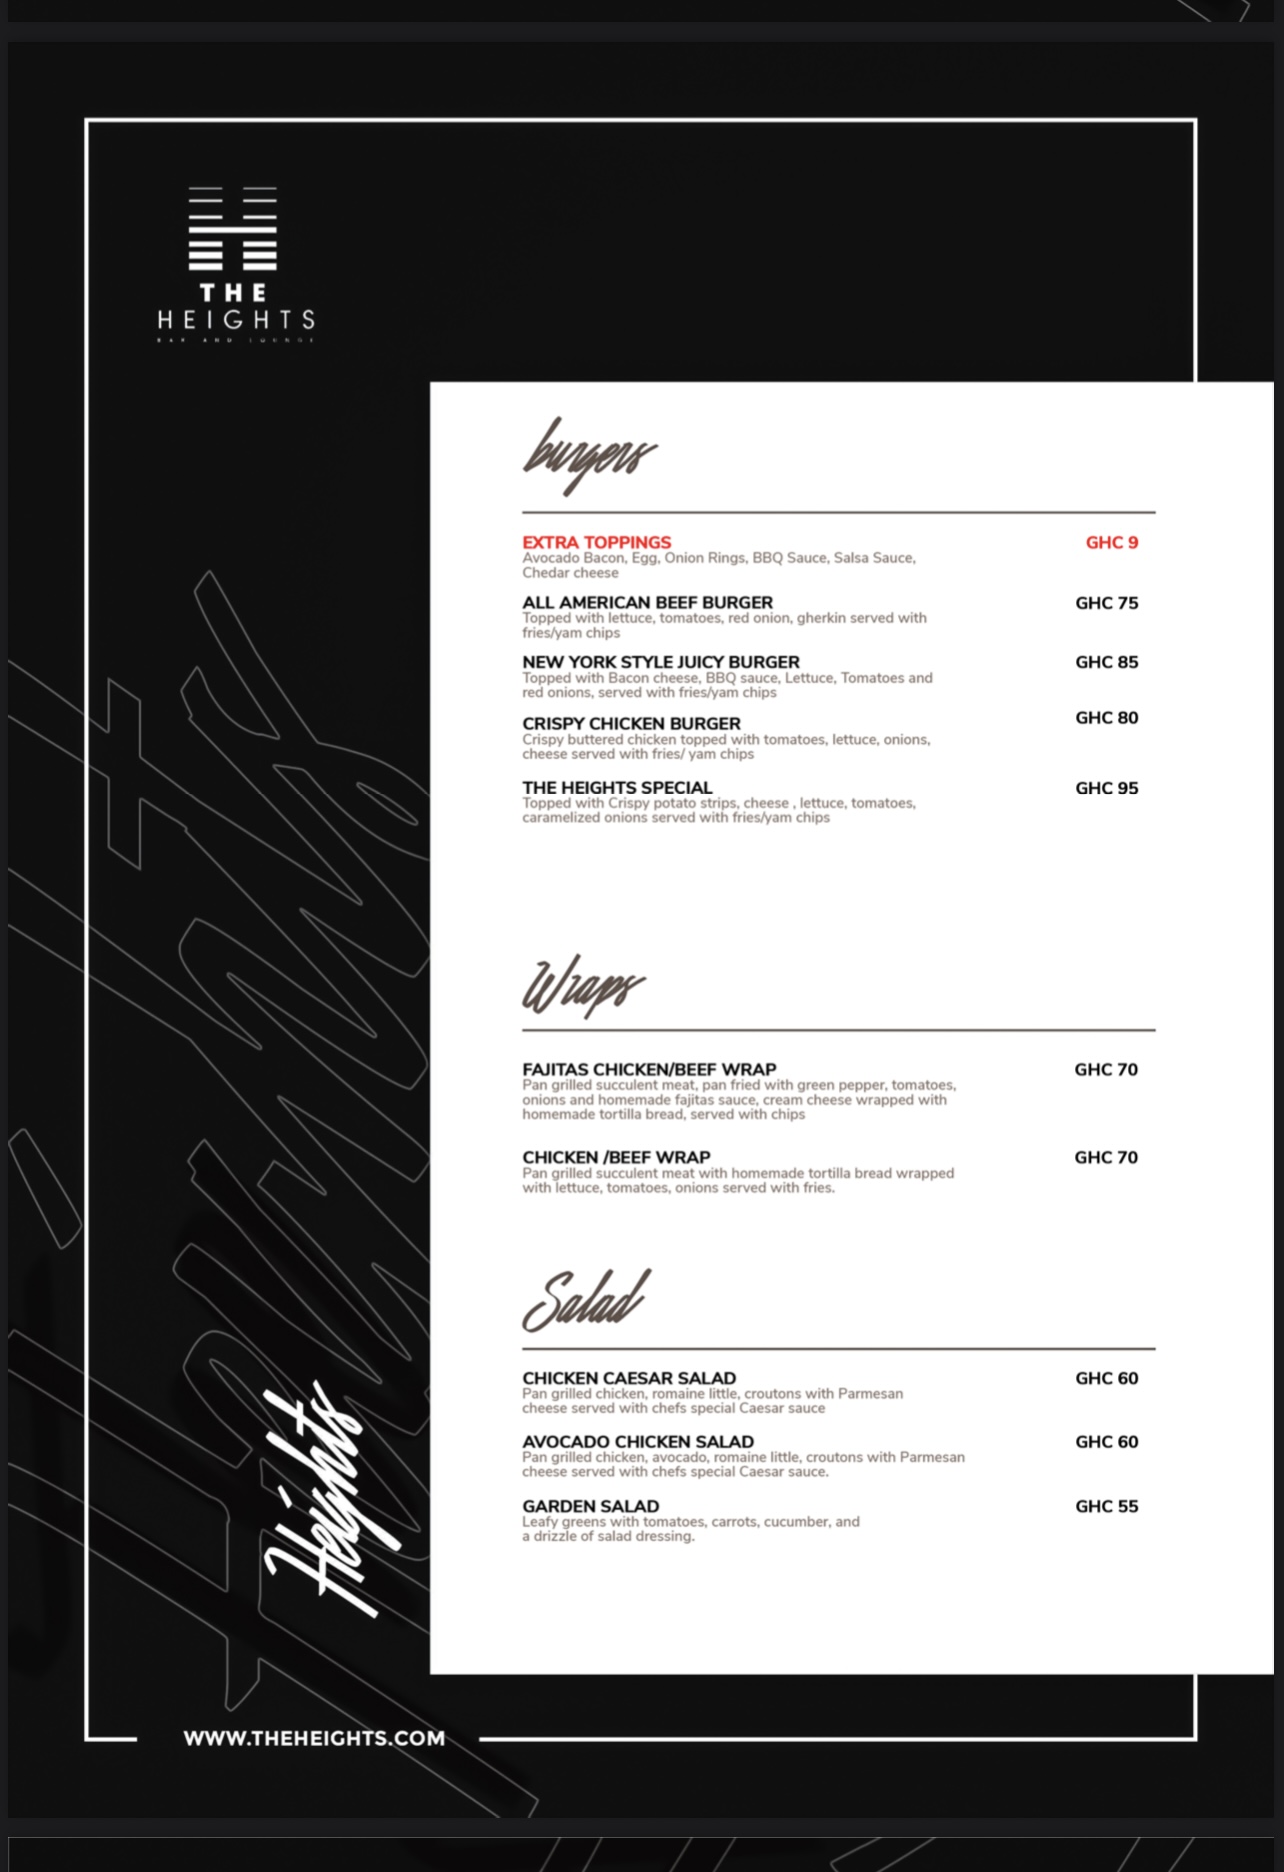 THE
HEIGHTS
BAR AND LOUNGE
burgers
EXTRA TOPPINGS GHC 9
Avocado Bacon, Egg, Onion Rings, BBQ Sauce, Salsa Sauce,
Chedar cheese
ALL AMERICAN BEEF BURGER GHC 75
Topped with lettuce, tomatoes, red onion, gherkin served with
fries/yam chips
NEW YORK STYLE JUICY BURGER GHC 85
Topped with Bacon cheese, BBQ sauce, Lettuce, Tomatoes and
red onions, served with fries/yam chips
CRISPY CHICKEN BURGER GHC 80
Crispy buttered chicken topped with tomatoes, lettuce, onions,
cheese served with fries/ yam chips
THE HEIGHTS SPECIAL GHC 95
Topped with Crispy potato strips, cheese , lettuce, tomatoes,
caramelized onions served with fries/yam chips
Wraps
FAJITAS CHICKEN/BEEF WRAP GHC 70
Pan grilled succulent meat, pan fried with green pepper, tomatoes,
onions and homemade fajitas sauce, cream cheese wrapped with
homemade tortilla bread, served with chips
CHICKEN /BEEF WRAP GHC 70
Pan grilled succulent meat with homemade tortilla bread wrapped
with lettuce, tomatoes, onions served with fries.
Salad
CHICKEN CAESAR SALAD GHC 60
Pan grilled chicken, romaine little, croutons with Parmesan
cheese served with chefs special Caesar sauce
AVOCADO CHICKEN SALAD GHC 60
Pan grilled chicken, avocado, romaine little, croutons with Parmesan
cheese served with chefs special Caesar sauce.
GARDEN SALAD GHC 55
Leafy greens with tomatoes, carrots, cucumber, and
a drizzle of salad dressing.
Heights
WWW.THEHEIGHTS.COM